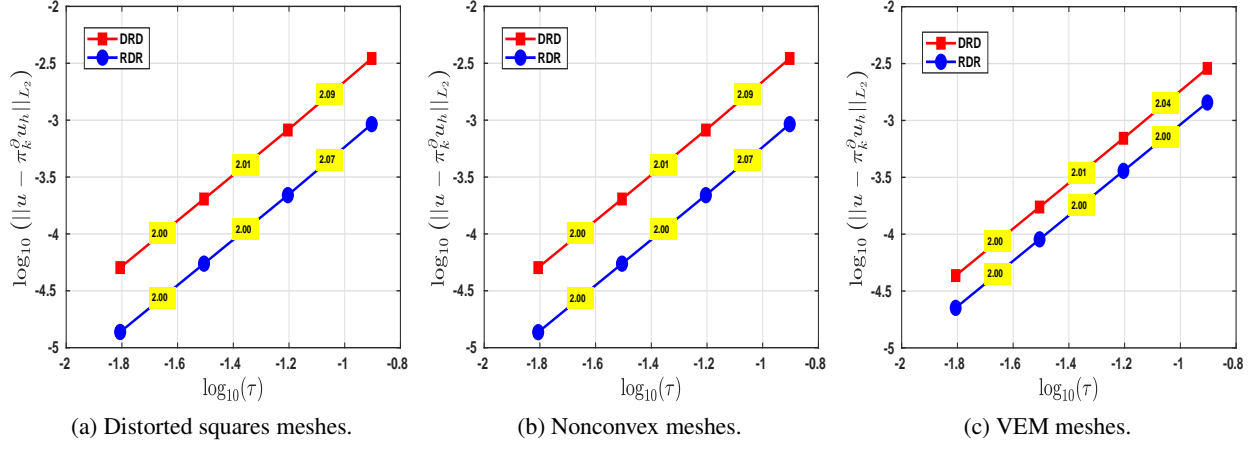 -2
-2.5
-3
-3.5
-4
-4.5
-5
log₁₀ (||u − π_k^∂ u_h||_{L₂})
DRD
RDR
2.09
2.01
2.07
2.00
2.00
2.00
-2 -1.8 -1.6 -1.4 -1.2 -1 -0.8
log₁₀(τ)
(a) Distorted squares meshes.
-2
-2.5
-3
-3.5
-4
-4.5
-5
log₁₀ (||u − π_k^∂ u_h||_{L₂})
DRD
RDR
2.09
2.01
2.07
2.00
2.00
2.00
-2 -1.8 -1.6 -1.4 -1.2 -1 -0.8
log₁₀(τ)
(b) Nonconvex meshes.
-2
-2.5
-3
-3.5
-4
-4.5
-5
log₁₀ (||u − π_k^∂ u_h||_{L₂})
DRD
RDR
2.04
2.00
2.01
2.00
2.00
2.00
-2 -1.8 -1.6 -1.4 -1.2 -1 -0.8
log₁₀(τ)
(c) VEM meshes.